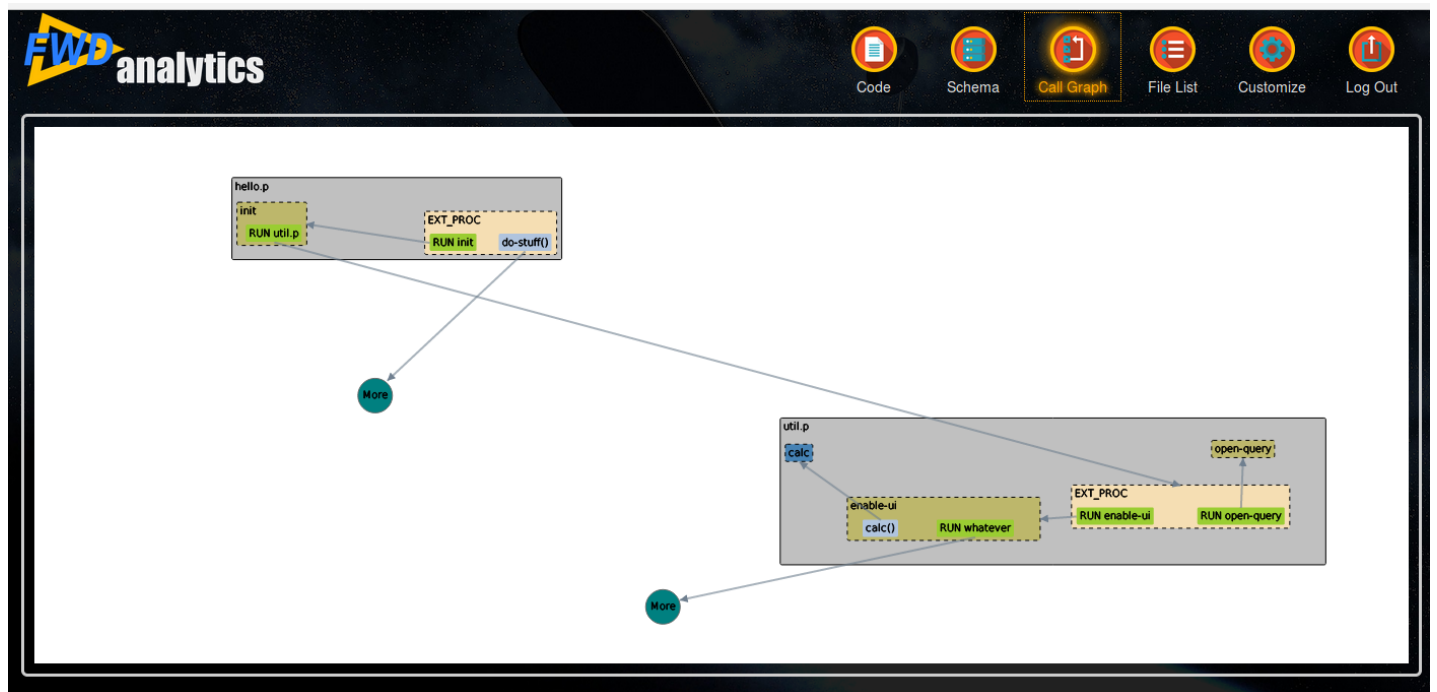 FWD
analytics
Code
Schema
Call Graph
File List
Customize
Log Out
hello.p
init
RUN util.p
EXT_PROC
RUN init
do-stuff()
More
util.p
calc
open-query
enable-ui
calc()
RUN whatever
EXT_PROC
RUN enable-ui
RUN open-query
More